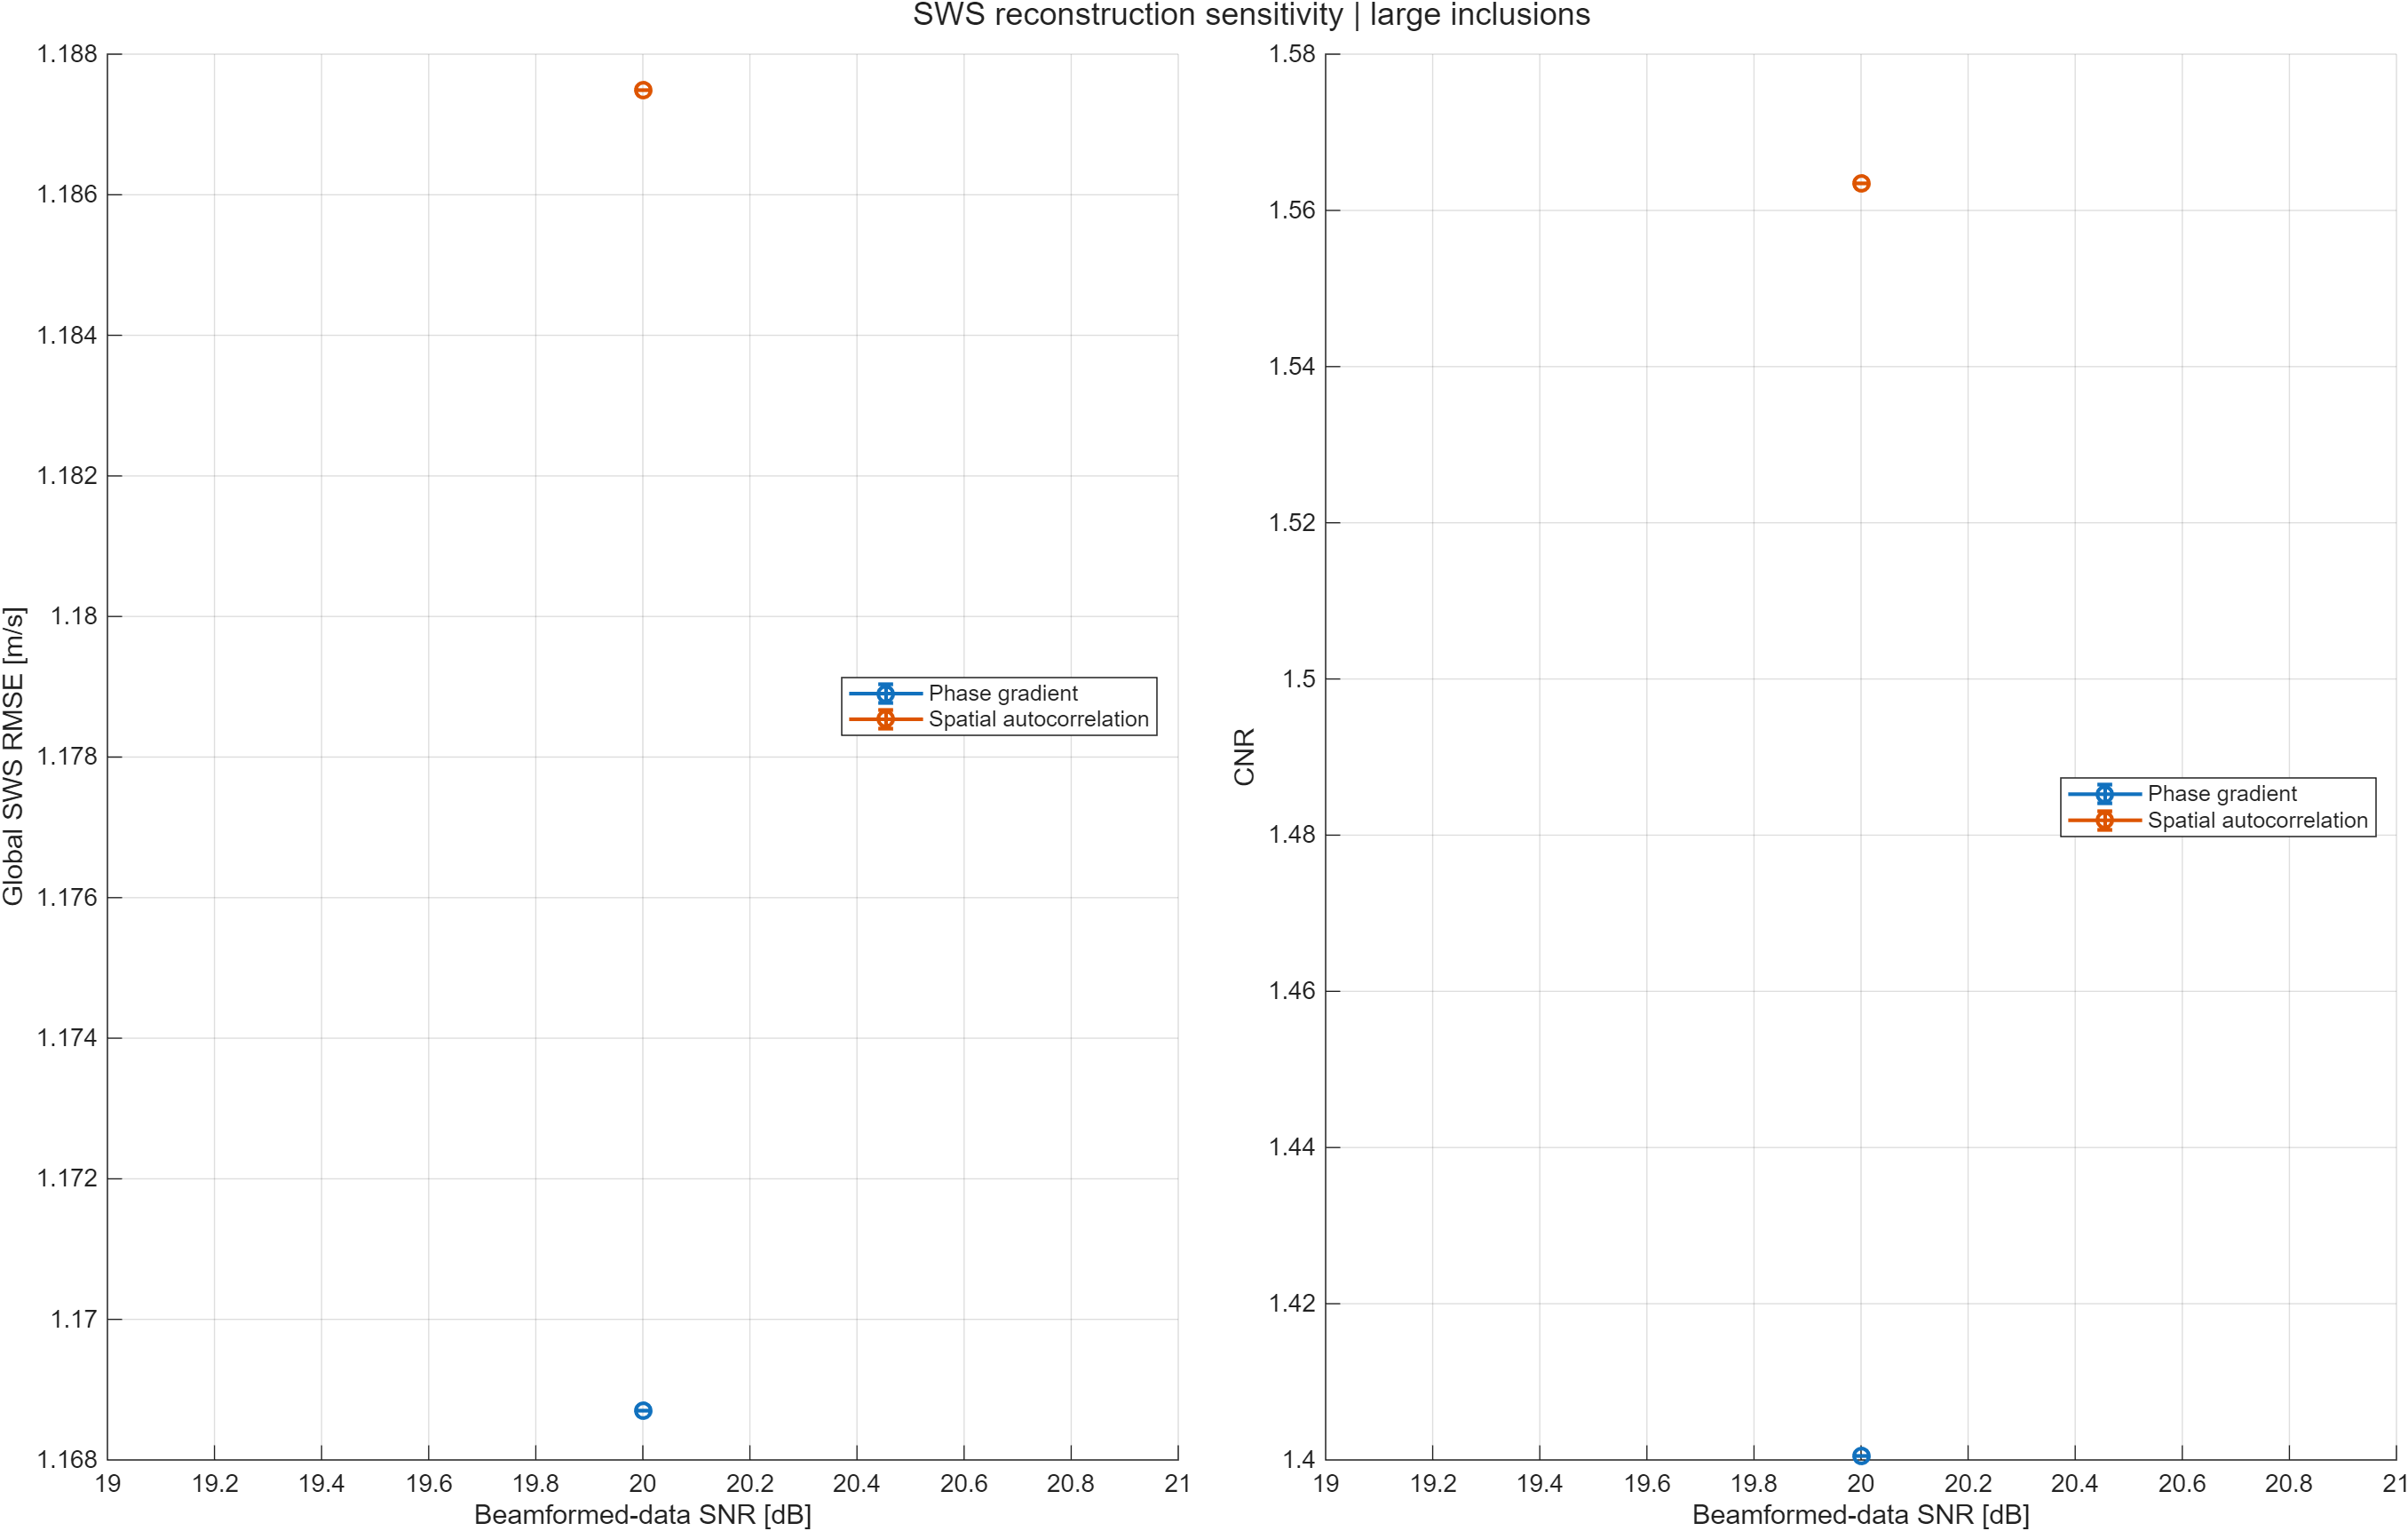 SWS reconstruction sensitivity | large inclusions
1.188
1.186
1.184
1.182
1.18
1.178
1.176
1.174
1.172
1.17
1.168
Global SWS RMSE [m/s]
Phase gradient
Spatial autocorrelation
19 19.2 19.4 19.6 19.8 20 20.2 20.4 20.6 20.8 21
Beamformed-data SNR [dB]
1.58
1.56
1.54
1.52
1.5
1.48
1.46
1.44
1.42
1.4
CNR
Phase gradient
Spatial autocorrelation
19 19.2 19.4 19.6 19.8 20 20.2 20.4 20.6 20.8 21
Beamformed-data SNR [dB]